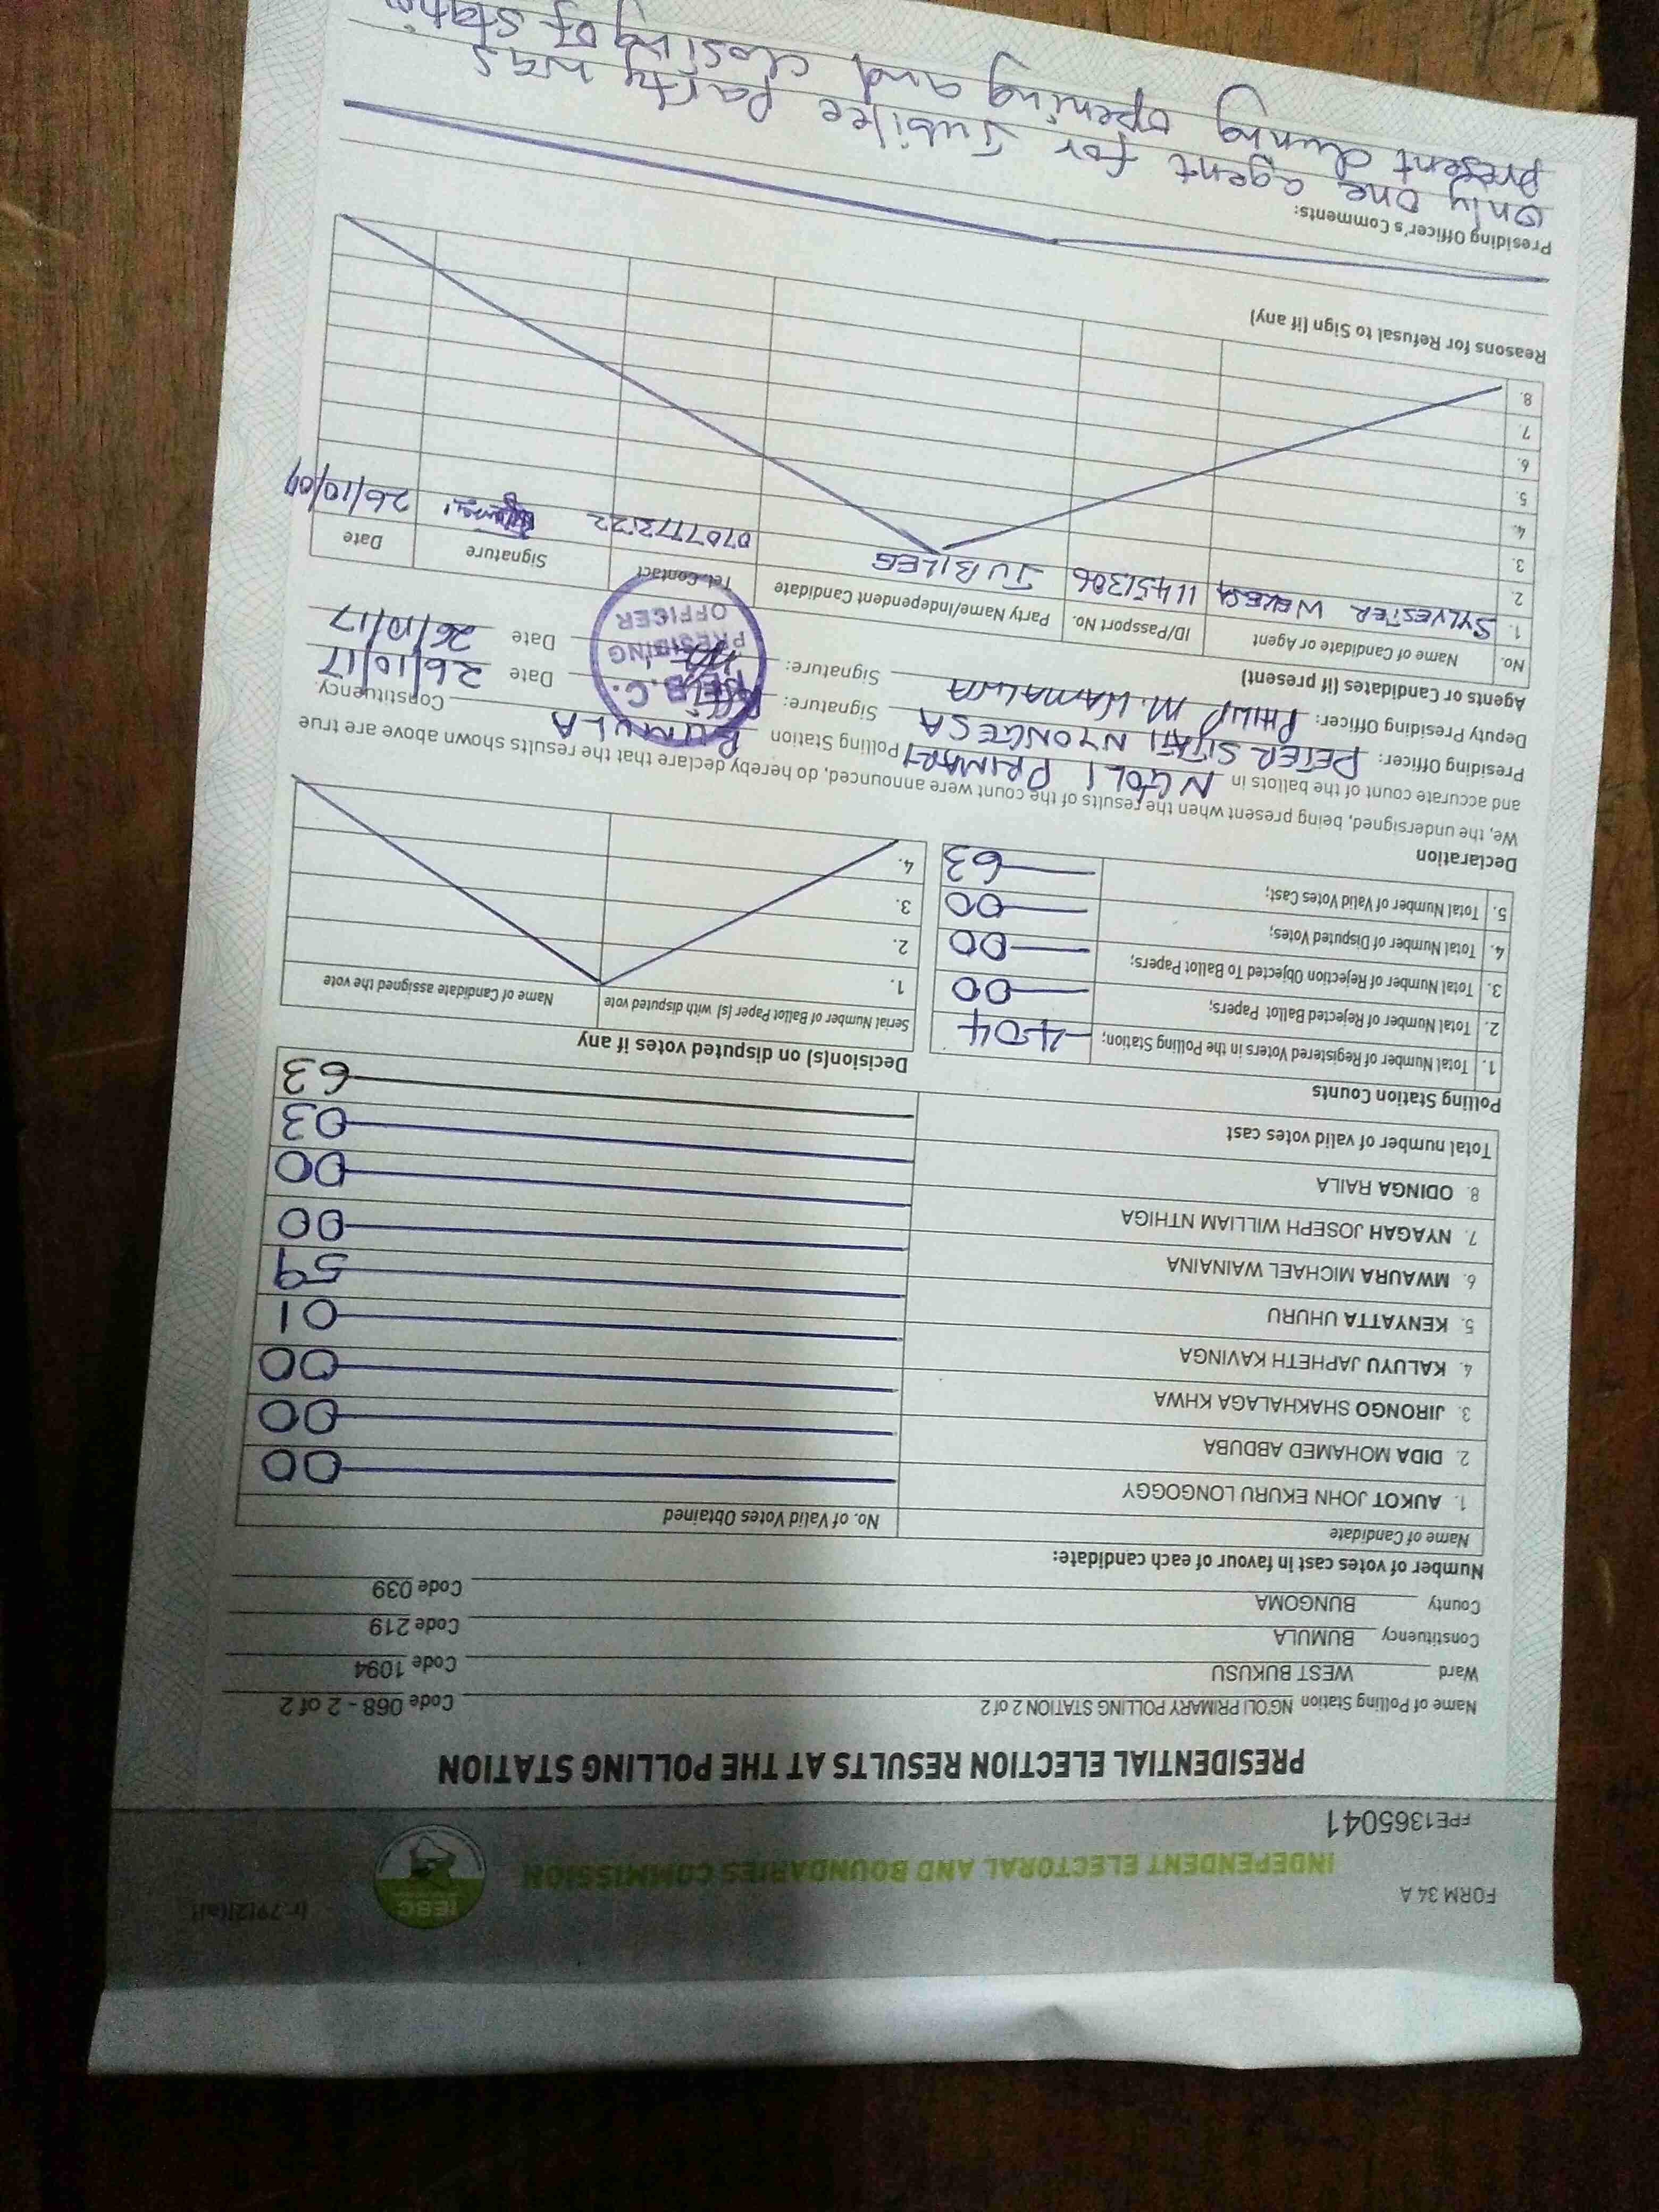 FORM 34 A
(r.79(2)(a))
INDEPENDENT ELECTORAL AND BOUNDARIES COMMISSION
IEBC
FPE1365041
PRESIDENTIAL ELECTION RESULTS AT THE POLLING STATION
Name of Polling Station NG'OLI PRIMARY POLLING STATION 2 of 2 Code 068 - 2 of 2
Ward WEST BUKUSU Code 1094
Constituency BUMULA Code 219
County BUNGOMA Code 039
Number of votes cast in favour of each candidate:
Name of Candidate No. of Valid Votes Obtained
1. AUKOT JOHN EKURU LONGOGGY 00
2. DIDA MOHAMED ABDUBA 00
3. JIRONGO SHAKHALAGA KHWA 00
4. KALUYU JAPHETH KAVINGA 01
5. KENYATTA UHURU 59
6. MWAURA MICHAEL WAINAINA 00
7. NYAGAH JOSEPH WILLIAM NTHIGA 00
8. ODINGA RAILA 03
Total number of valid votes cast 63
Polling Station Counts
1. Total Number of Registered Voters in the Polling Station; 404
2. Total Number of Rejected Ballot Papers; 00
3. Total Number of Rejection Objected To Ballot Papers; 00
4. Total Number of Disputed Votes; 00
5. Total Number of Valid Votes Cast; 63
Decision(s) on disputed votes if any
Serial Number of Ballot Paper (s) with disputed vote Name of Candidate assigned the vote
1.
2.
3.
4.
Declaration
We, the undersigned, being present when the results of the count were announced, do hereby declare that the results shown above are true
and accurate count of the ballots in NGOLI PRIMARY Polling Station BUMULA Constituency.
Presiding Officer: PETER SITATI NYONGESA Signature: Date 26/10/17
Deputy Presiding Officer: PHILIP M. WAMALWA Signature: Date 26/10/17
I.E.B.C.
PRESIDING
OFFICER
Agents or Candidates (if present)
No. Name of Candidate or Agent ID/Passport No. Party Name/Independent Candidate Tel. Contact Signature Date
1. SYLVESTER WEKESA 11451306 JUBILEE 0707773722 26/10/07
2.
3.
4.
5.
6.
7.
8.
Reasons for Refusal to Sign (if any)
Presiding Officer's Comments:
Only one agent for Jubilee party was
present during opening and closing of